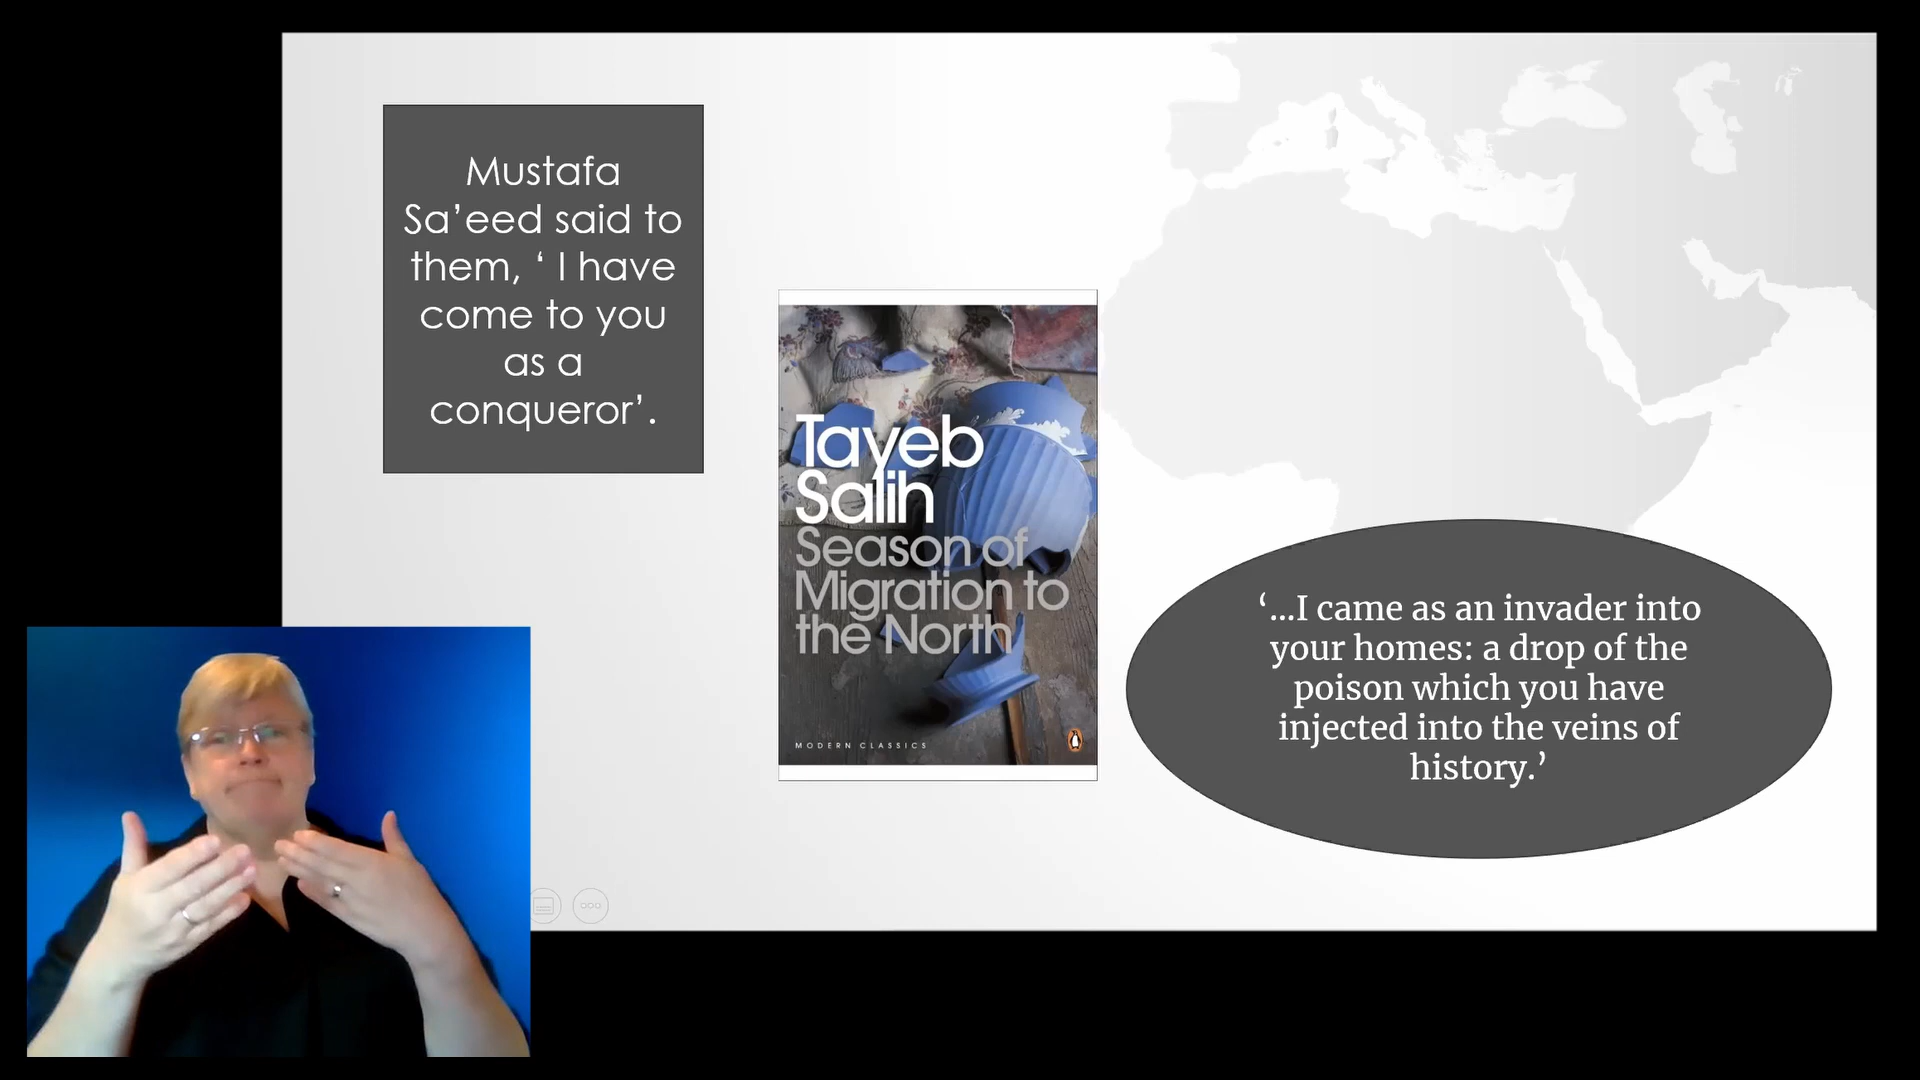 Mustafa
Sa’eed said to
them, ‘ I have
come to you
as a
conqueror’.
Tayeb
Salih
Season of
Migration to
the North
MODERN CLASSICS
‘...I came as an invader into
your homes: a drop of the
poison which you have
injected into the veins of
history.’